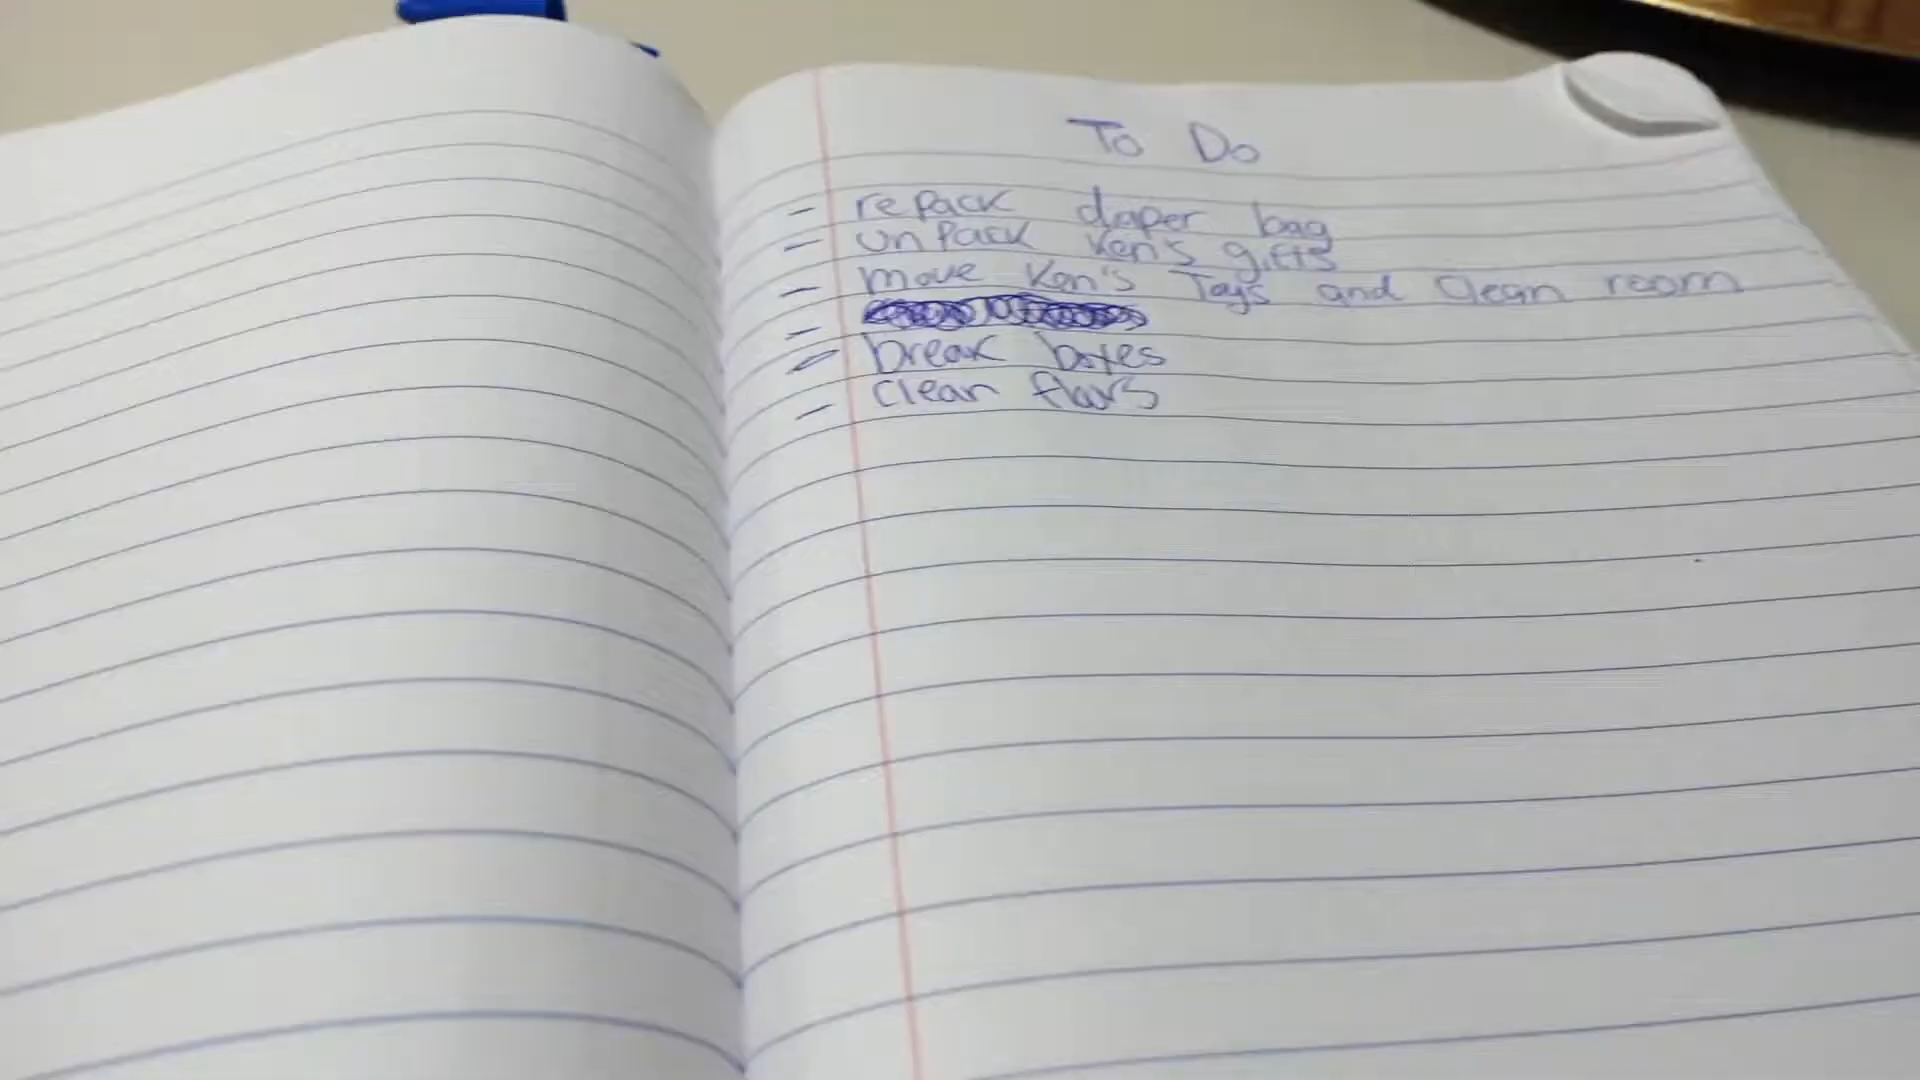 To Do
- repack diaper bag
- unpack Ken's gifts
- move Ken's Toys and Clean room
-
- break boxes
- clean floors